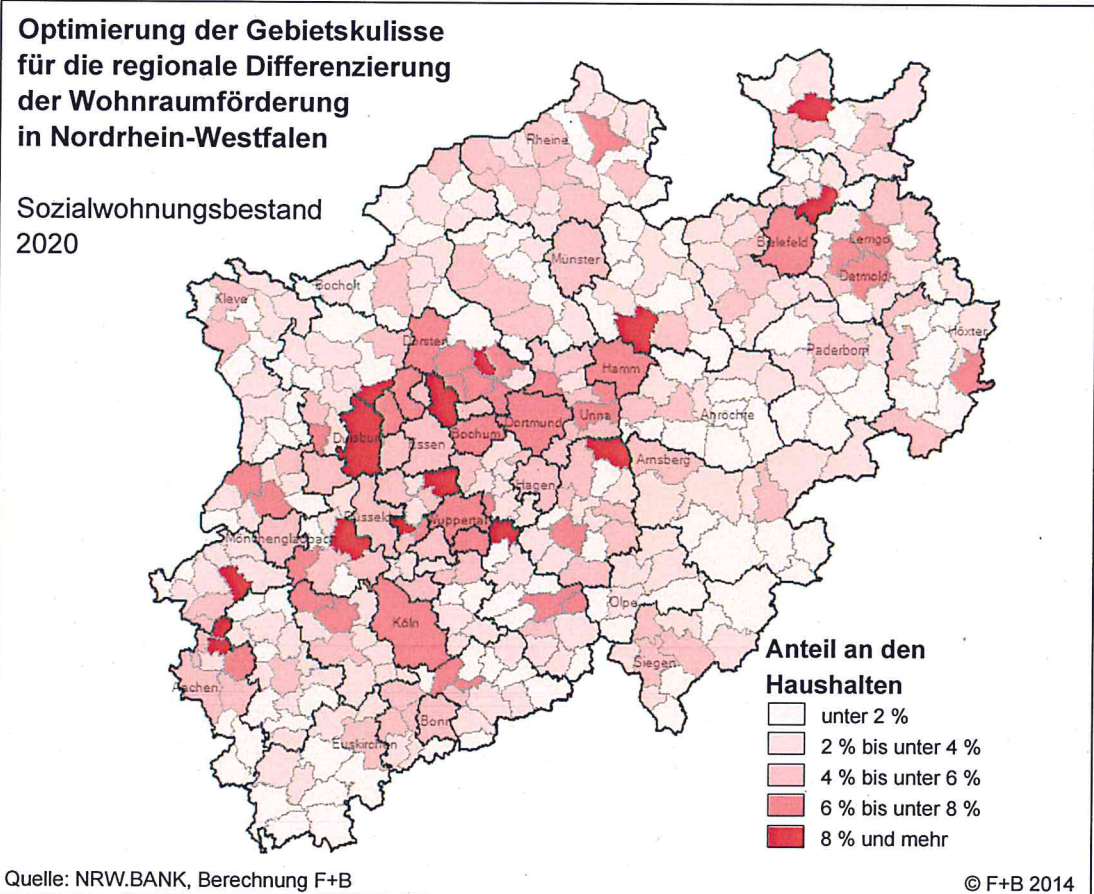 Optimierung der Gebietskulisse
für die regionale Differenzierung
der Wohnraumförderung
in Nordrhein-Westfalen
Sozialwohnungsbestand
2020
Rheine
Bielefeld
Lemgo
Detmold
Münster
Bocholt
Kleve
Höxter
Dorsten
Paderborn
Hamm
Unna
Anröchte
Duisburg
Essen
Bochum
Dortmund
Arnsberg
Hagen
Düsseldorf
Wuppertal
Mönchengladbach
Köln
Olpe
Siegen
Aachen
Bonn
Euskirchen
Anteil an den
Haushalten
unter 2 %
2 % bis unter 4 %
4 % bis unter 6 %
6 % bis unter 8 %
8 % und mehr
Quelle: NRW.BANK, Berechnung F+B
© F+B 2014